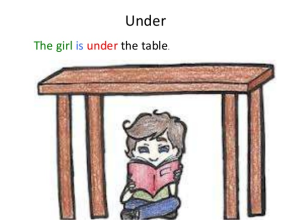 Under
The girl is under the table.